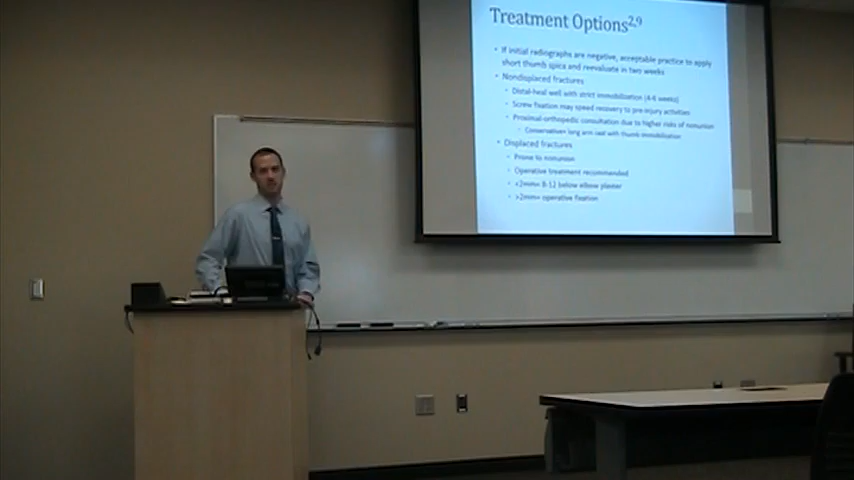 Treatment Options2,9
• If initial radiographs are negative, acceptable practice to apply
short thumb spica and reevaluate in two weeks
• Nondisplaced fractures
• Distal-heal well with strict immobilization (4-6 weeks)
• Screw fixation may speed recovery to pre-injury activities
• Proximal-orthopedic consultation due to higher risks of nonunion
• Conservative= long arm cast with thumb immobilization
• Displaced fractures
• Prone to nonunion
• Operative treatment recommended
• <2mm= 8-12 below elbow plaster
• >2mm= operative fixation